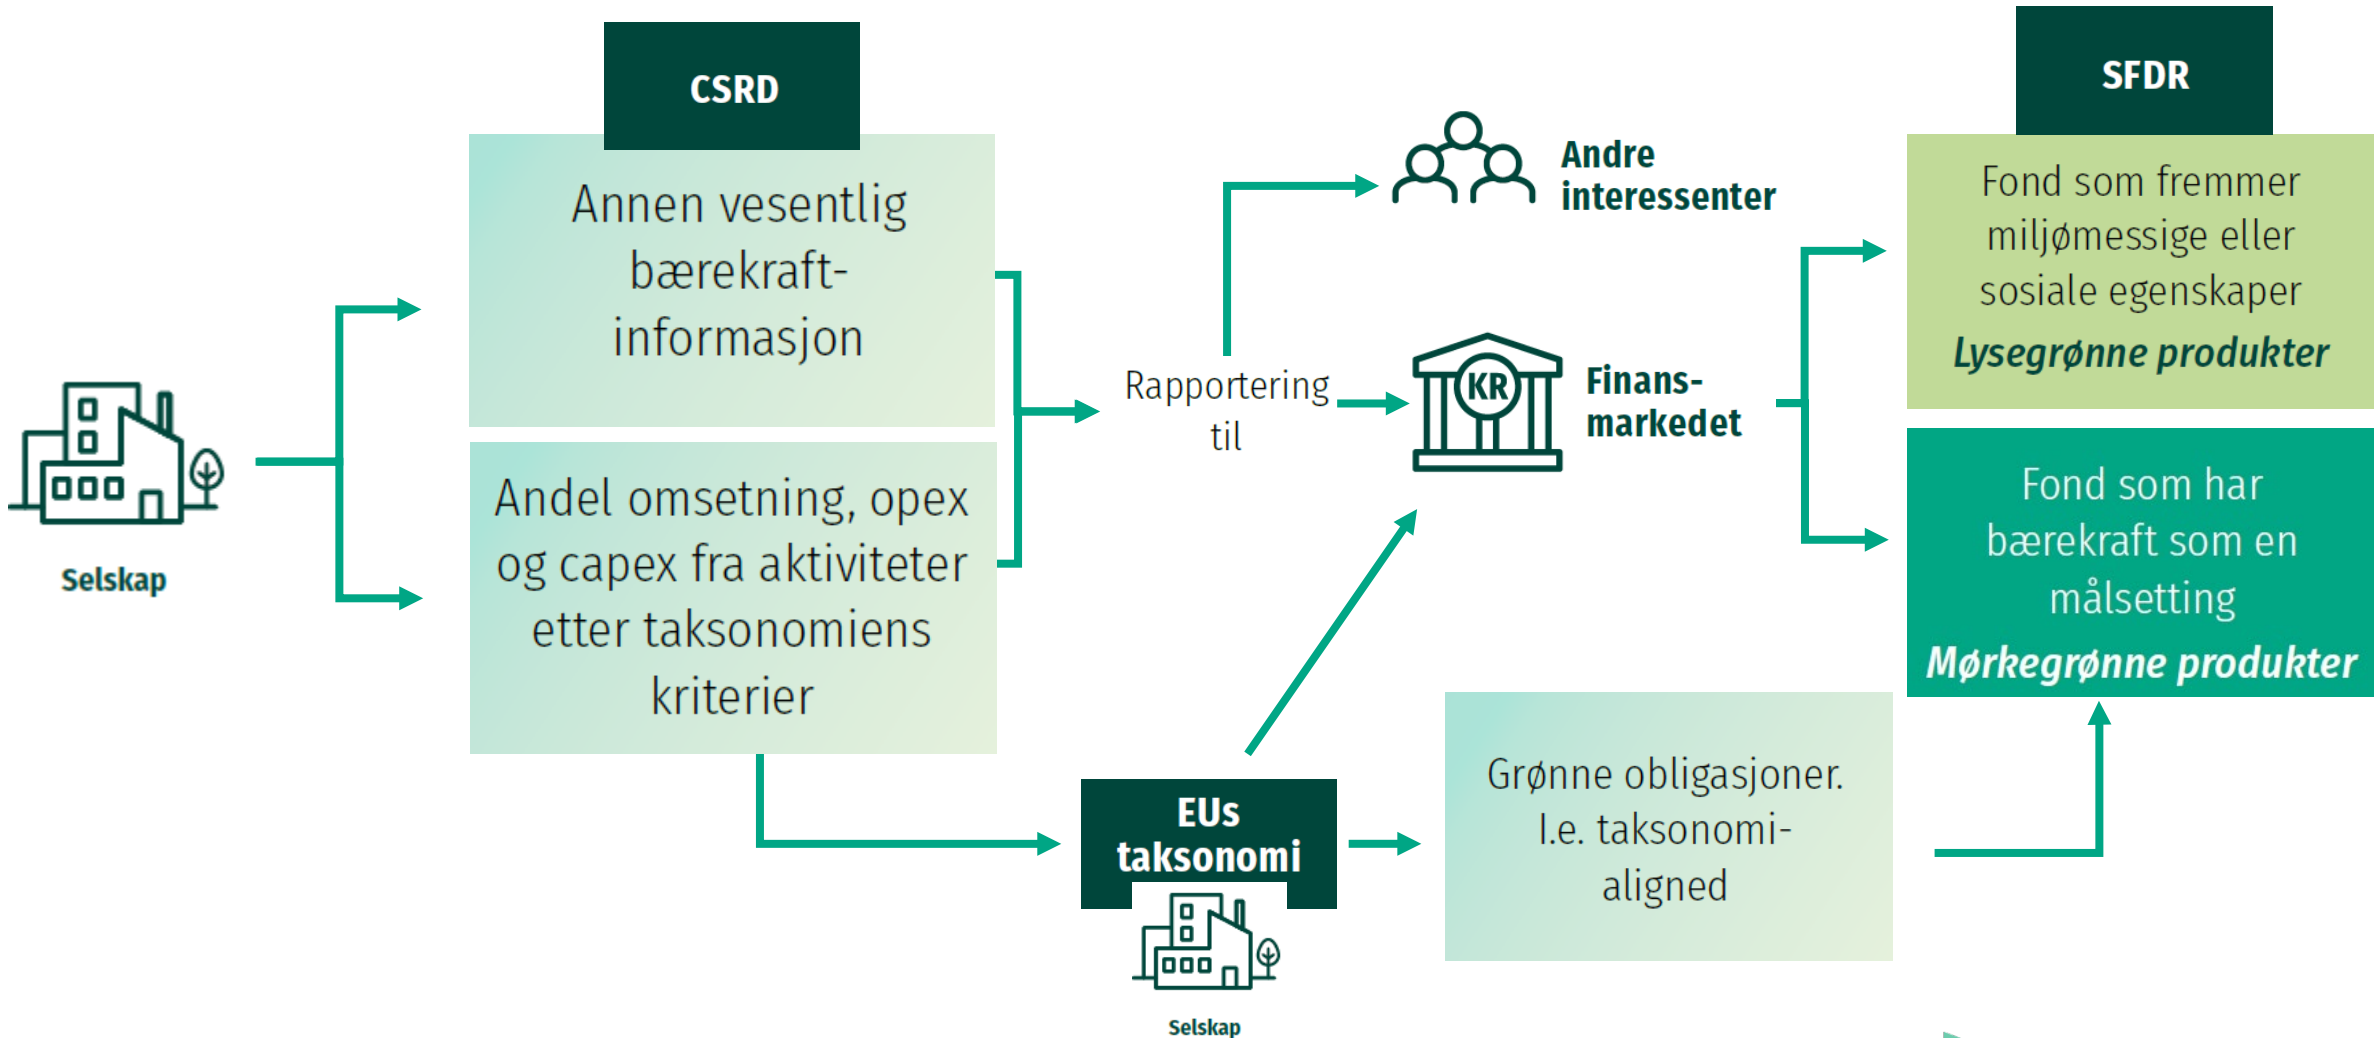 CSRD
Annen vesentlig
bærekraft-
informasjon
Andel omsetning, opex
og capex fra aktiviteter
etter taksonomiens
kriterier
Selskap
Rapportering
til
Andre
interessenter
KR
Finans-
markedet
SFDR
Fond som fremmer
miljømessige eller
sosiale egenskaper
Lysegrønne produkter
Fond som har
bærekraft som en
målsetting
Mørkegrønne produkter
EUs
taksonomi
Selskap
Grønne obligasjoner.
I.e. taksonomi-
aligned